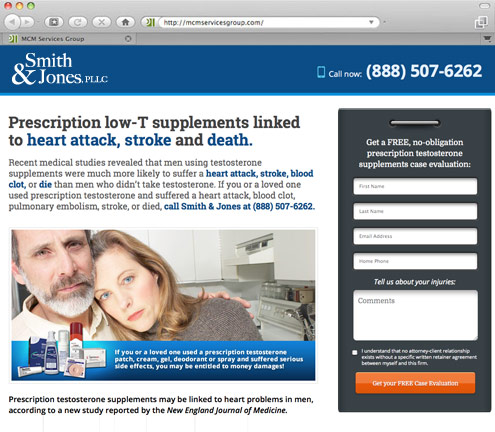 http://mcmservicesgroup.com/
MCM Services Group
Smith
& Jones, PLLC
Call now: (888) 507-6262
Prescription low-T supplements linked
to heart attack, stroke and death.
Recent medical studies revealed that men using testosterone
supplements were much more likely to suffer a heart attack, stroke, blood
clot, or die than men who didn't take testosterone. If you or a loved one
used prescription testosterone and suffered a heart attack, blood clot,
pulmonary embolism, stroke, or died, call Smith & Jones at (888) 507-6262.
If you or a loved one used a prescription testosterone
patch, cream, gel, deodorant or spray and suffered serious
side effects, you may be entitled to money damages!
Prescription testosterone supplements may be linked to heart problems in men,
according to a new study reported by the New England Journal of Medicine.
Get a FREE, no-obligation
prescription testosterone
supplements case evaluation:
First Name
Last Name
Email Address
Home Phone
Tell us about your injuries:
Comments
I understand that no attorney-client relationship
exists without a specific written retainer agreement
between myself and this firm.
Get your FREE Case Evaluation